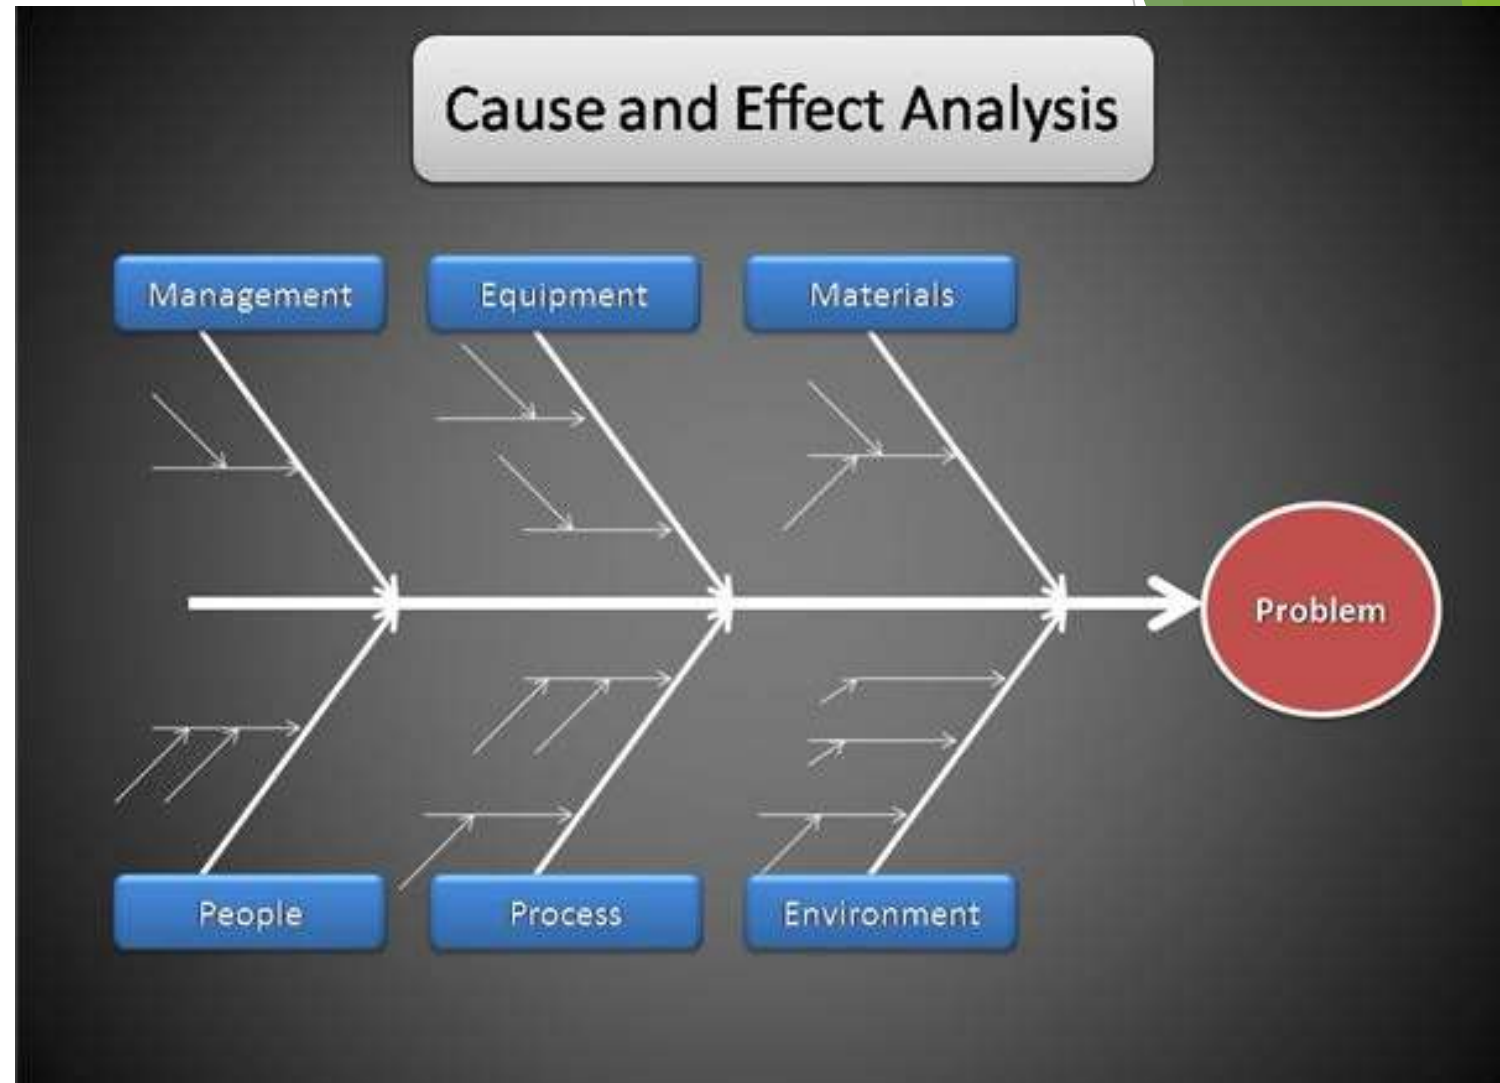 Cause and Effect Analysis
Management
Equipment
Materials
Problem
People
Process
Environment